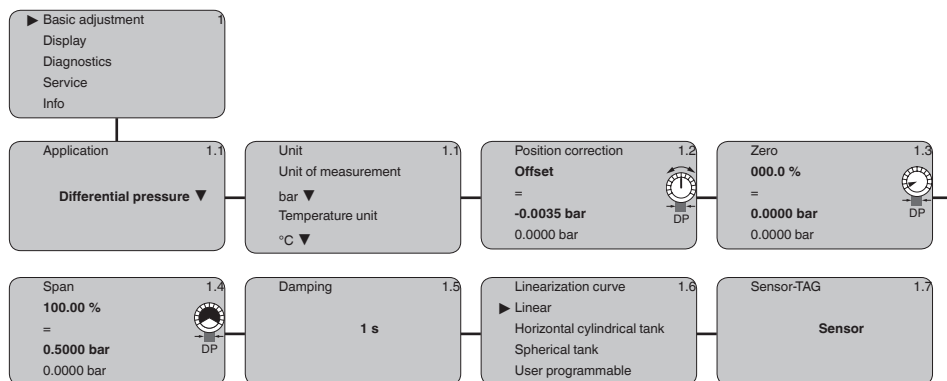 ▶ Basic adjustment 1
Display
Diagnostics
Service
Info
Application 1.1
Differential pressure ▼
Unit 1.1
Unit of measurement
bar ▼
Temperature unit
°C ▼
Position correction 1.2
Offset
=
-0.0035 bar
0.0000 bar
DP
Zero 1.3
000.0 %
=
0.0000 bar
0.0000 bar
DP
Span 1.4
100.00 %
=
0.5000 bar
0.0000 bar
DP
Damping 1.5
1 s
Linearization curve 1.6
▶ Linear
Horizontal cylindrical tank
Spherical tank
User programmable
Sensor-TAG 1.7
Sensor